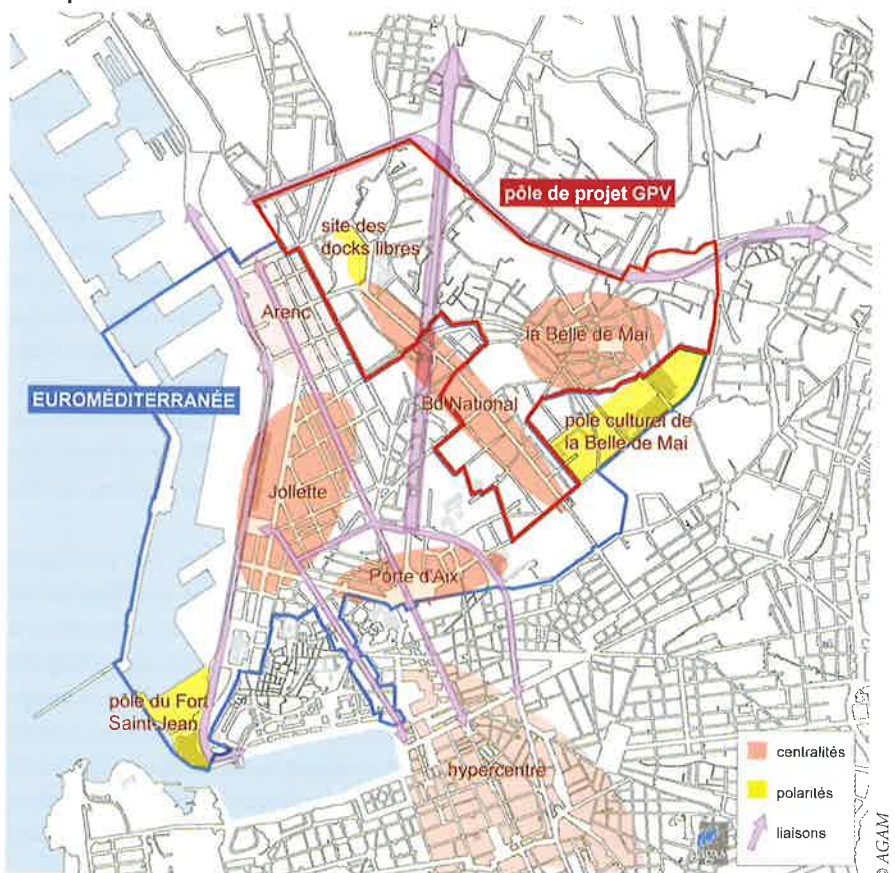 pôle de projet GPV
site des
docks libres
Arenc
la Belle de Mai
EUROMÉDITERRANÉE
Bd National
pôle culturel de
la Belle de Mai
Joliette
Porte d'Aix
pôle du Fort
Saint-Jean
hypercentre
centralités
polarités
liaisons
AGAM
© AGAM